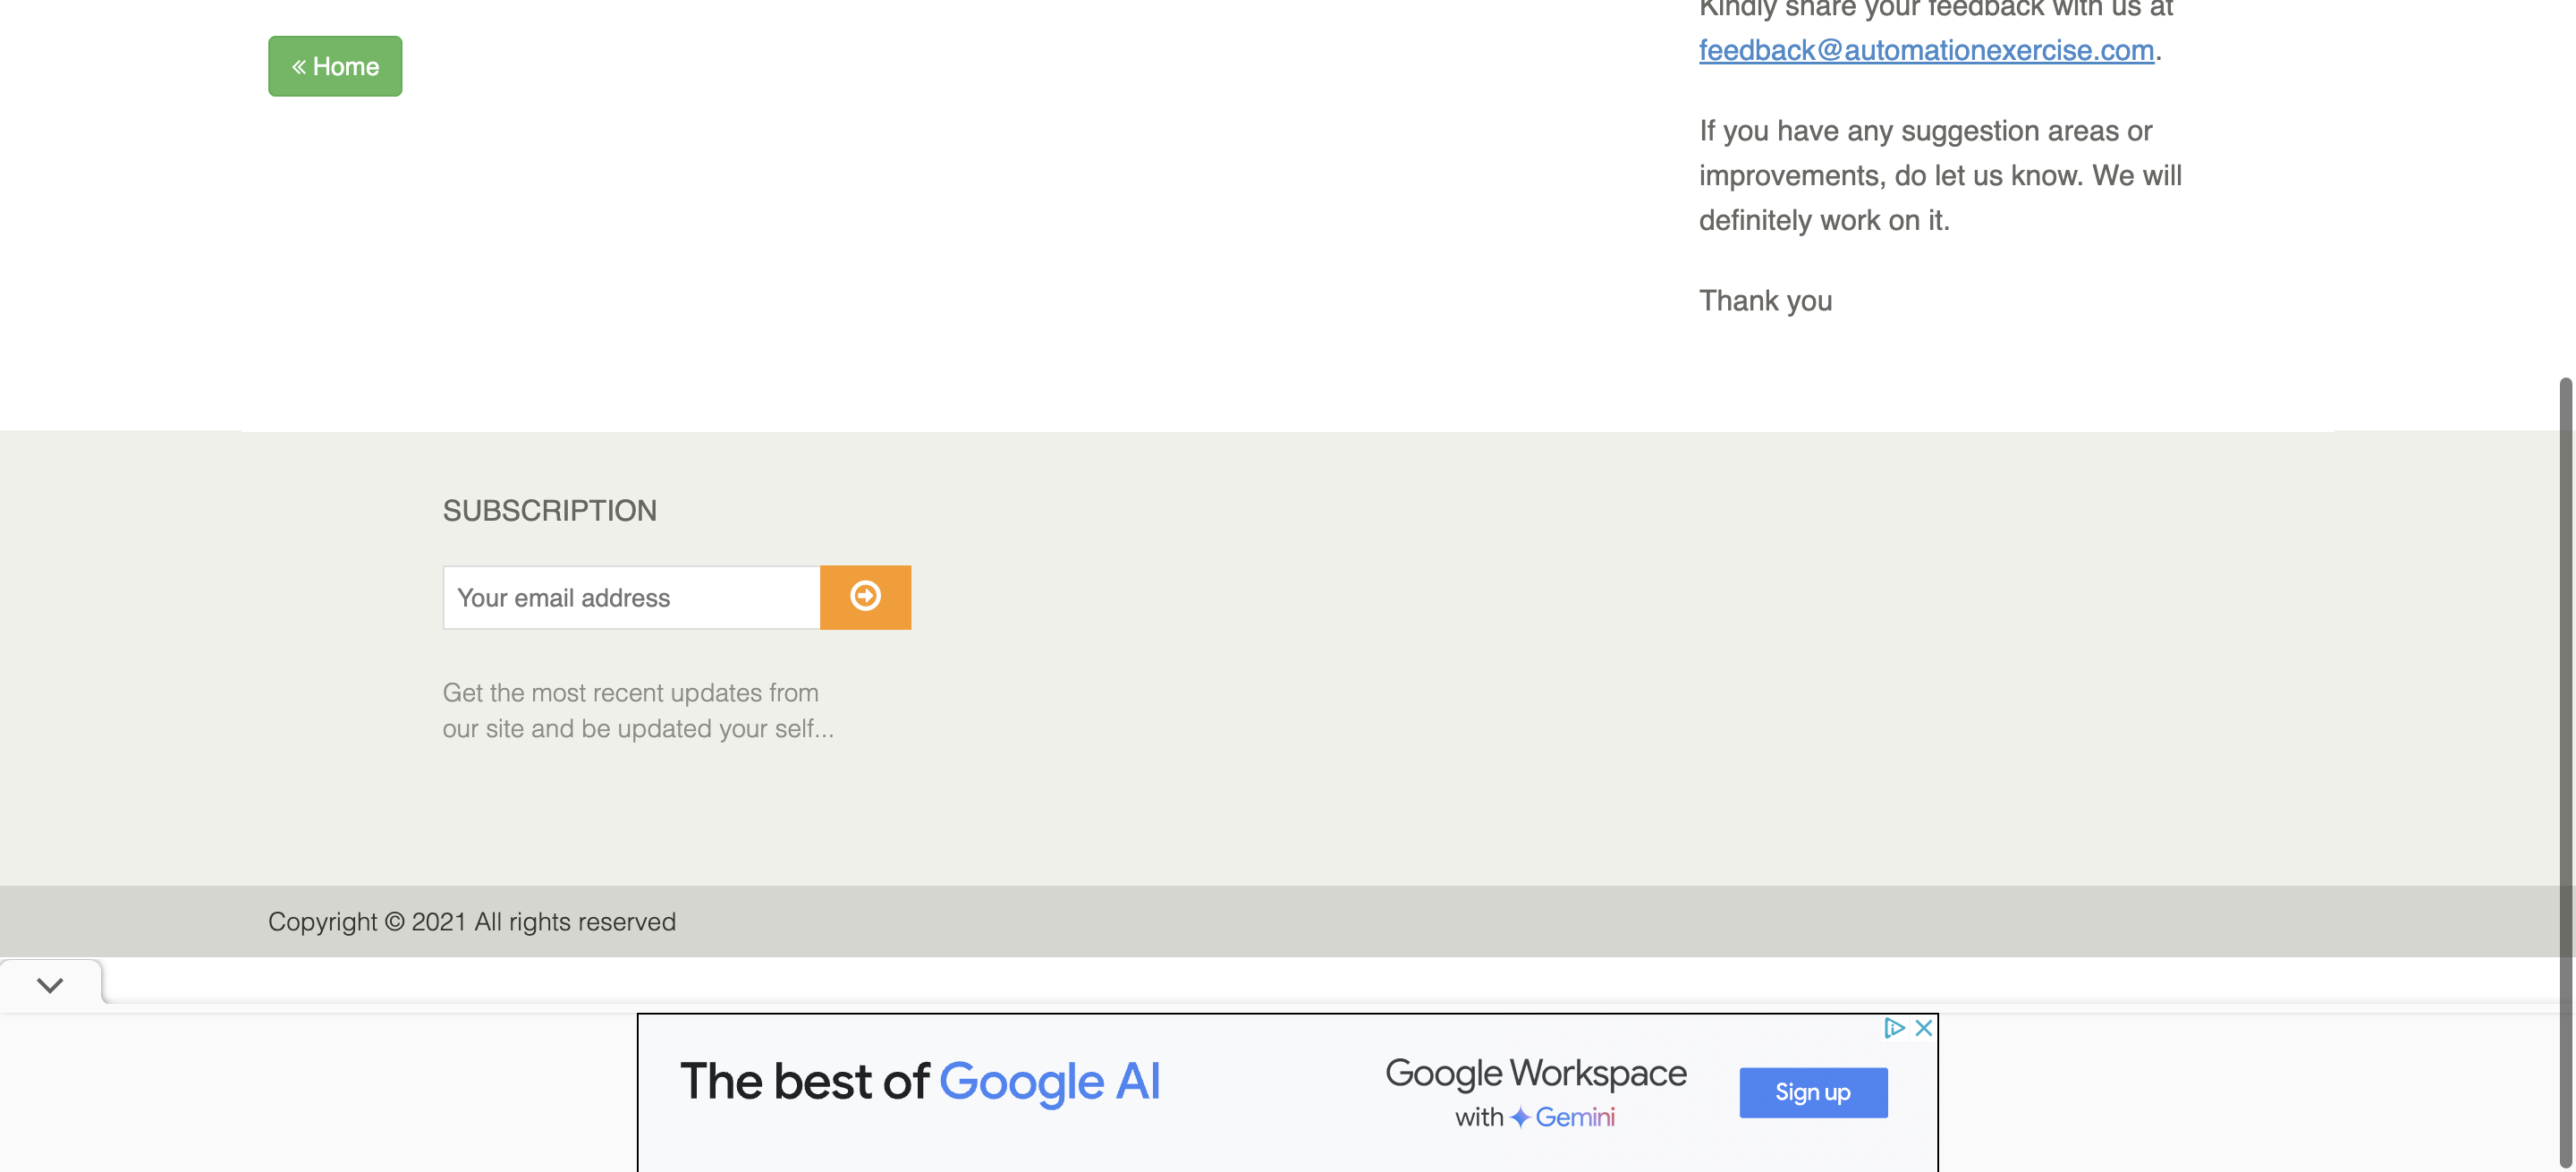 Kindly share your feedback with us at
feedback@automationexercise.com.
« Home
If you have any suggestion areas or
improvements, do let us know. We will
definitely work on it.
Thank you
SUBSCRIPTION
Your email address
Get the most recent updates from
our site and be updated your self...
Copyright © 2021 All rights reserved
The best of Google AI
Google Workspace
with Gemini
Sign up